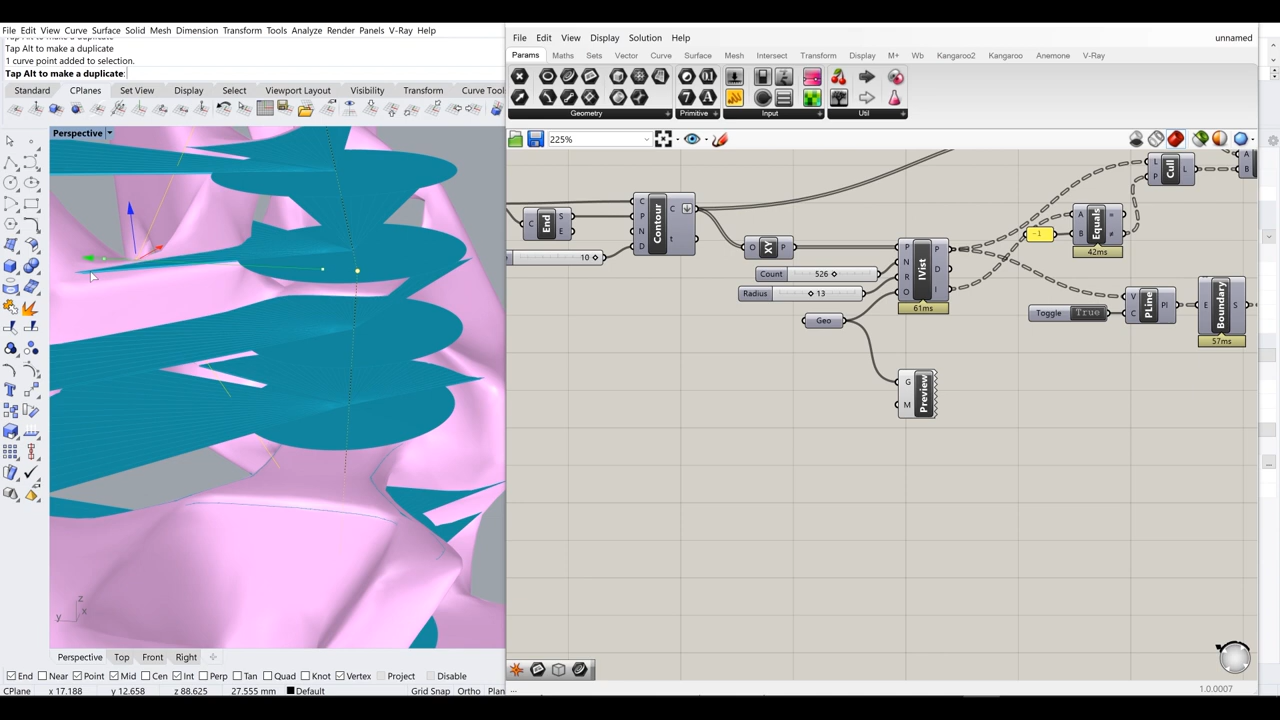 File Edit View Curve Surface Solid Mesh Dimension Transform Tools Analyze Render Panels V-Ray Help
Tap Alt to make a duplicate
1 curve point added to selection.
Tap Alt to make a duplicate:
Standard CPlanes Set View Display Select Viewport Layout Visibility Transform Curve Tool
Perspective
z
y x
Perspective Top Front Right
End Near Point Mid Cen Int Perp Tan Quad Knot Vertex Project Disable
CPlane x 17.188 y 12.658 z 88.625 27.555 mm Default Grid Snap Ortho Plan
File Edit View Display Solution Help unnamed
Params Maths Sets Vector Curve Surface Mesh Intersect Transform Display M+ Wb Kangaroo2 Kangaroo Anemone V-Ray
Geometry Primitive Input Util
225%
C End S E
10
C P N D Contour C t
O XY P
Count 526
Radius 13
Geo
P N R O IVist P D I
61ms
G M Preview
-1
A B Equals = ≠
42ms
L P Cull L
A
B
Toggle True
V C PLine Pl
E Boundary S
57ms
...
1.0.0007